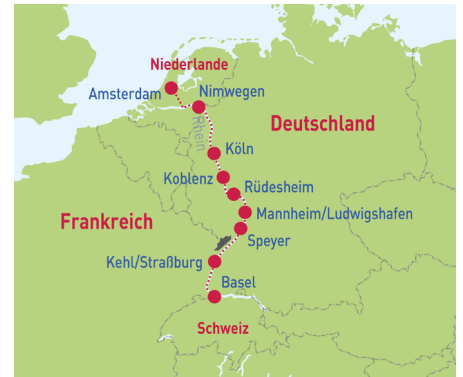 Niederlande
Amsterdam
Nimwegen
Rhein
Deutschland
Köln
Koblenz
Rüdesheim
Mannheim/Ludwigshafen
Frankreich
Speyer
Kehl/Straßburg
Basel
Schweiz